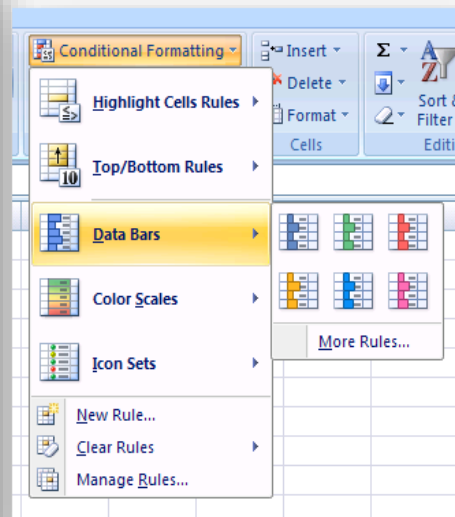 Conditional Formatting
Insert
Σ
Delete
Sort &
Format
Filter
Cells
Editi
Highlight Cells Rules
Top/Bottom Rules
10
Data Bars
Color Scales
Icon Sets
More Rules...
New Rule...
Clear Rules
Manage Rules...